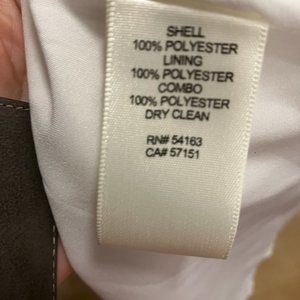 SHELL
100% POLYESTER
LINING
100% POLYESTER
COMBO
100% POLYESTER
DRY CLEAN
RN# 54163
CA# 57151